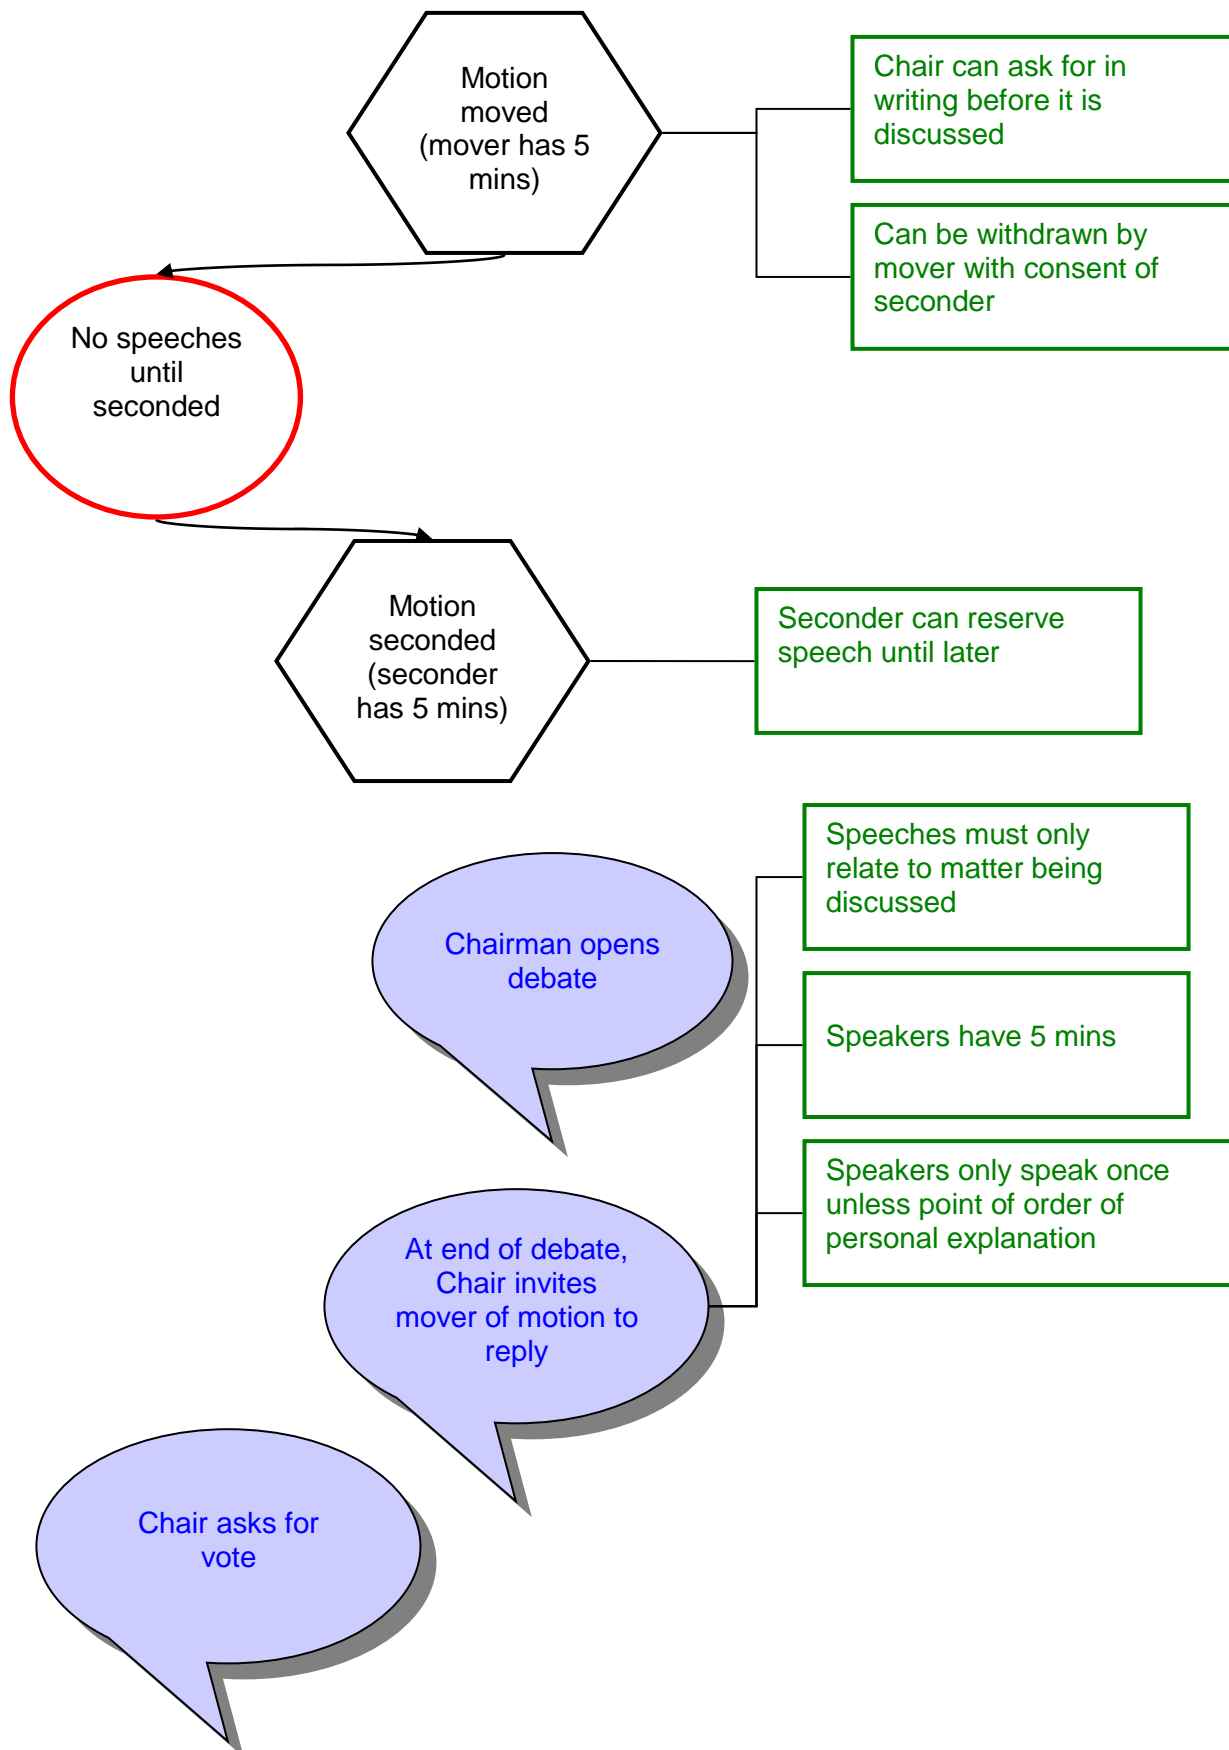 Motion
moved
(mover has 5
mins)
Chair can ask for in
writing before it is
discussed
Can be withdrawn by
mover with consent of
seconder
No speeches
until
seconded
Motion
seconded
(seconder
has 5 mins)
Seconder can reserve
speech until later
Speeches must only
relate to matter being
discussed
Chairman opens
debate
Speakers have 5 mins
Speakers only speak once
unless point of order of
personal explanation
At end of debate,
Chair invites
mover of motion to
reply
Chair asks for
vote